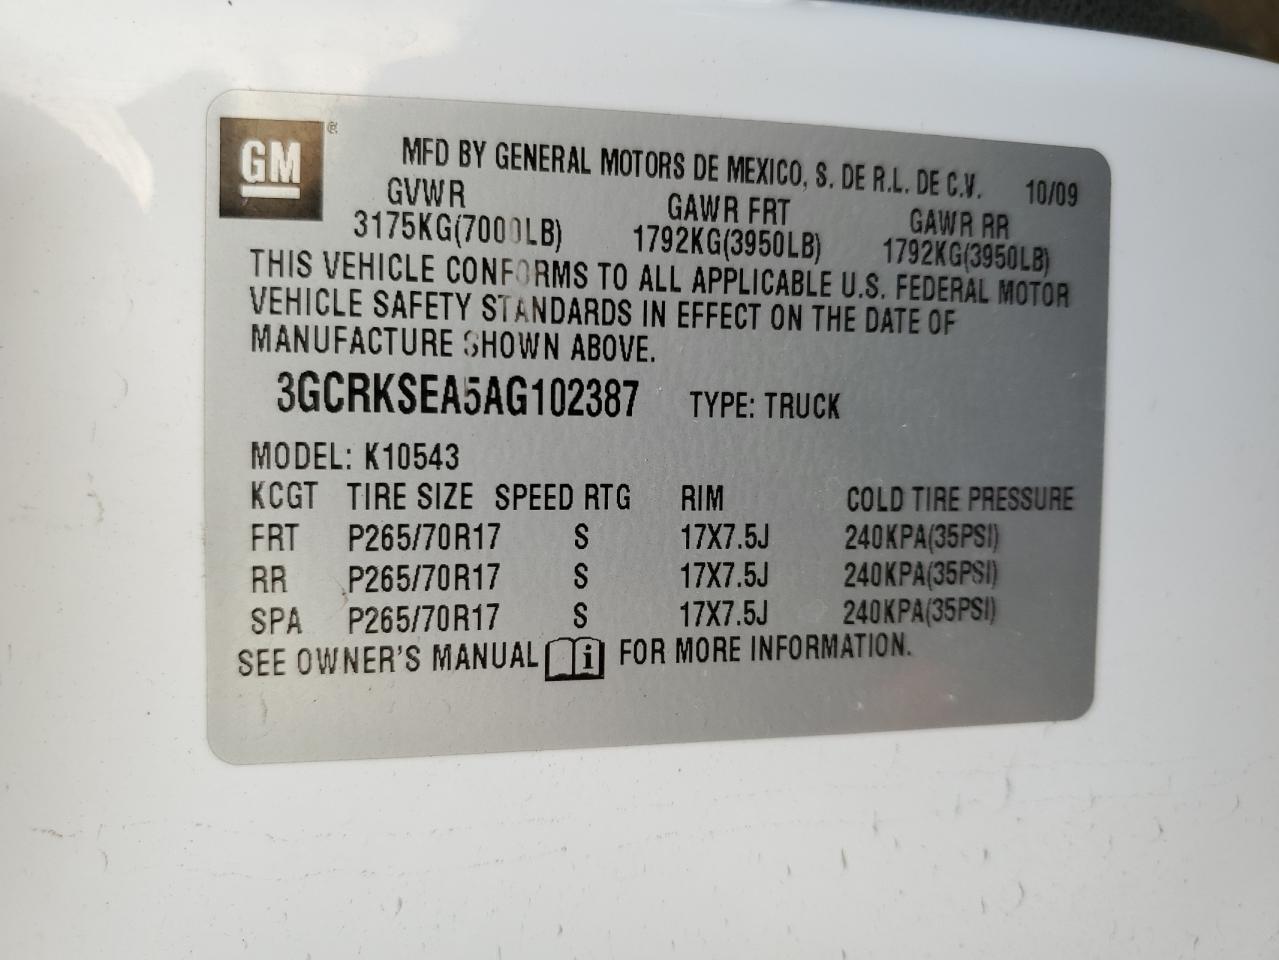 GM ®
MFD BY GENERAL MOTORS DE MEXICO, S. DE R.L. DE C.V. 10/09
GVWR GAWR FRT GAWR RR
3175KG(7000LB) 1792KG(3950LB) 1792KG(3950LB)
THIS VEHICLE CONFORMS TO ALL APPLICABLE U.S. FEDERAL MOTOR
VEHICLE SAFETY STANDARDS IN EFFECT ON THE DATE OF
MANUFACTURE SHOWN ABOVE.
3GCRKSEA5AG102387 TYPE: TRUCK
MODEL: K10543
KCGT TIRE SIZE SPEED RTG RIM COLD TIRE PRESSURE
FRT P265/70R17 S 17X7.5J 240KPA(35PSI)
RR P265/70R17 S 17X7.5J 240KPA(35PSI)
SPA P265/70R17 S 17X7.5J 240KPA(35PSI)
SEE OWNER'S MANUAL i FOR MORE INFORMATION.